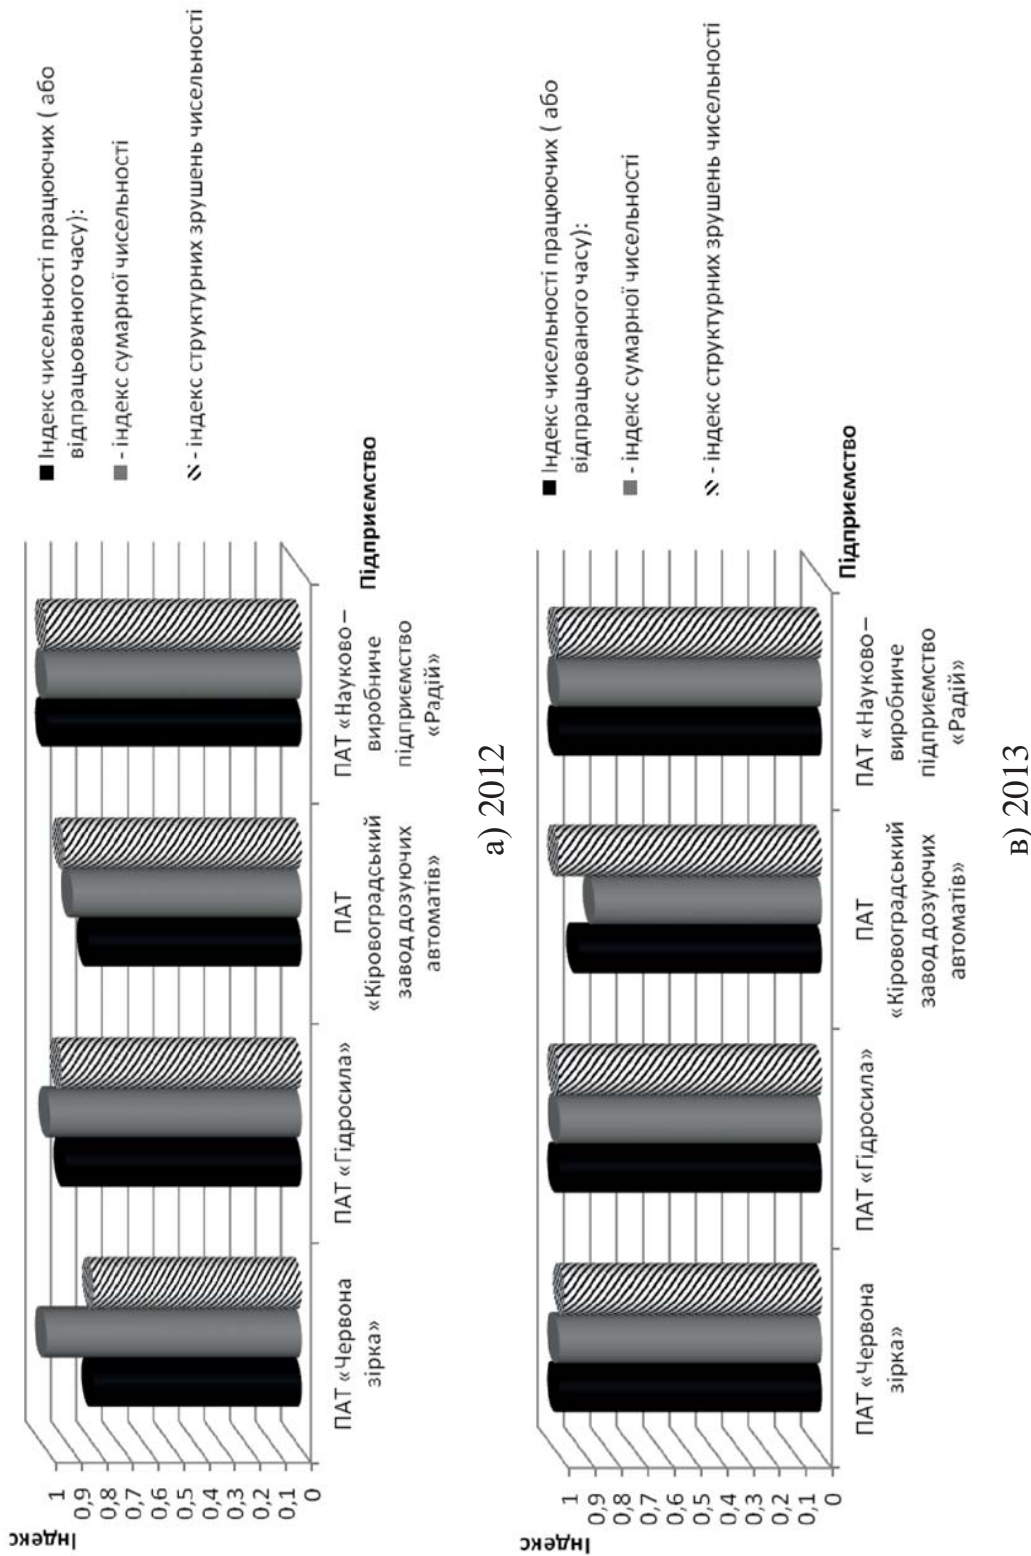 Індекс
1
0,9
0,8
0,7
0,6
0,5
0,4
0,3
0,2
0,1
0
ПАТ «Червона
зірка»
ПАТ «Гідросила»
ПАТ
«Кіровоградський
завод дозуючих
автоматів»
ПАТ «Науково –
виробниче
підприємство
«Радій»
Підприємство
Індекс чисельності працюючих ( або
відпрацьованого часу):
- індекс сумарної чисельності
- індекс структурних зрушень чисельності
а) 2012
Індекс
1
0,9
0,8
0,7
0,6
0,5
0,4
0,3
0,2
0,1
0
ПАТ «Червона
зірка»
ПАТ «Гідросила»
ПАТ
«Кіровоградський
завод дозуючих
автоматів»
ПАТ «Науково –
виробниче
підприємство
«Радій»
Підприємство
Індекс чисельності працюючих ( або
відпрацьованого часу):
- індекс сумарної чисельності
- індекс структурних зрушень чисельності
в) 2013